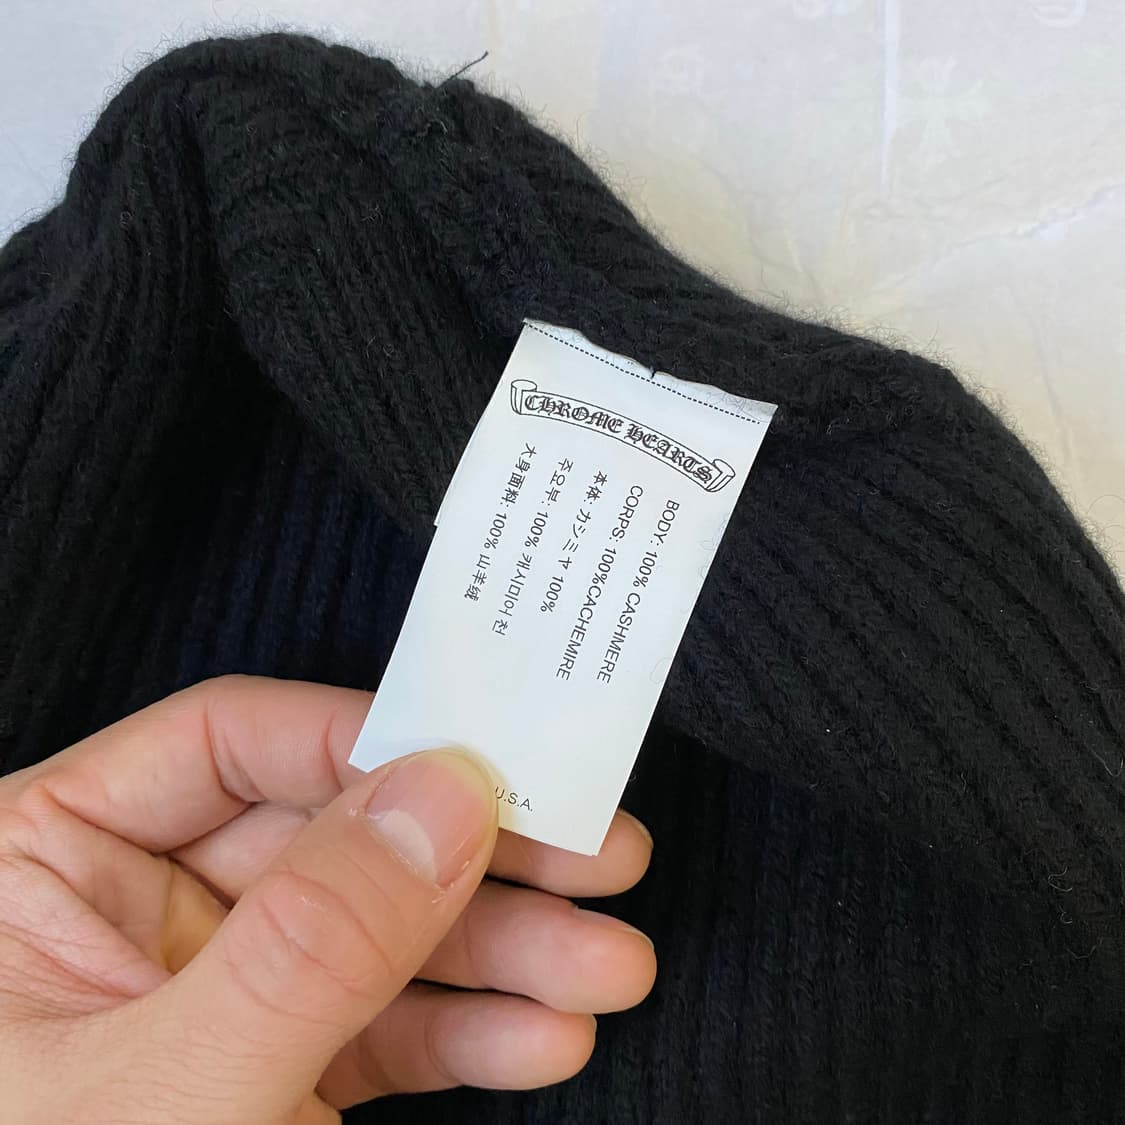 CHROME HEARTS
BODY: 100% CASHMERE
CORPS: 100%CACHEMIRE
本体: カシミヤ 100%
주요부: 100% 캐시미어 천
大身面料: 100% 山羊绒
U.S.A.